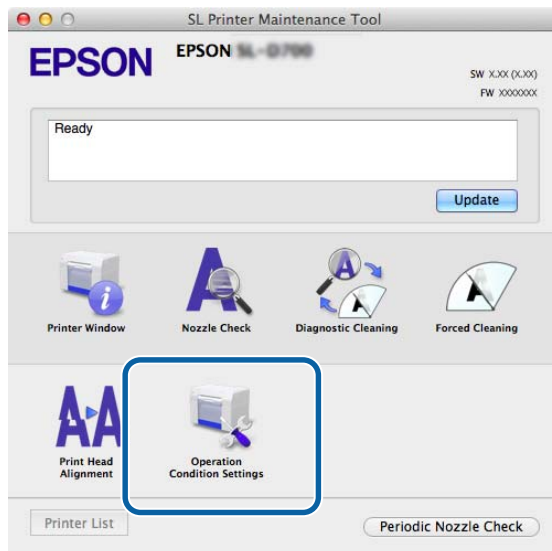 SL Printer Maintenance Tool
EPSON
EPSON
SW X.XX (X.XX)
FW XXXXXXX
Ready
Update
Printer Window
Nozzle Check
Diagnostic Cleaning
Forced Cleaning
Print Head
Alignment
Operation
Condition Settings
Printer List
Periodic Nozzle Check